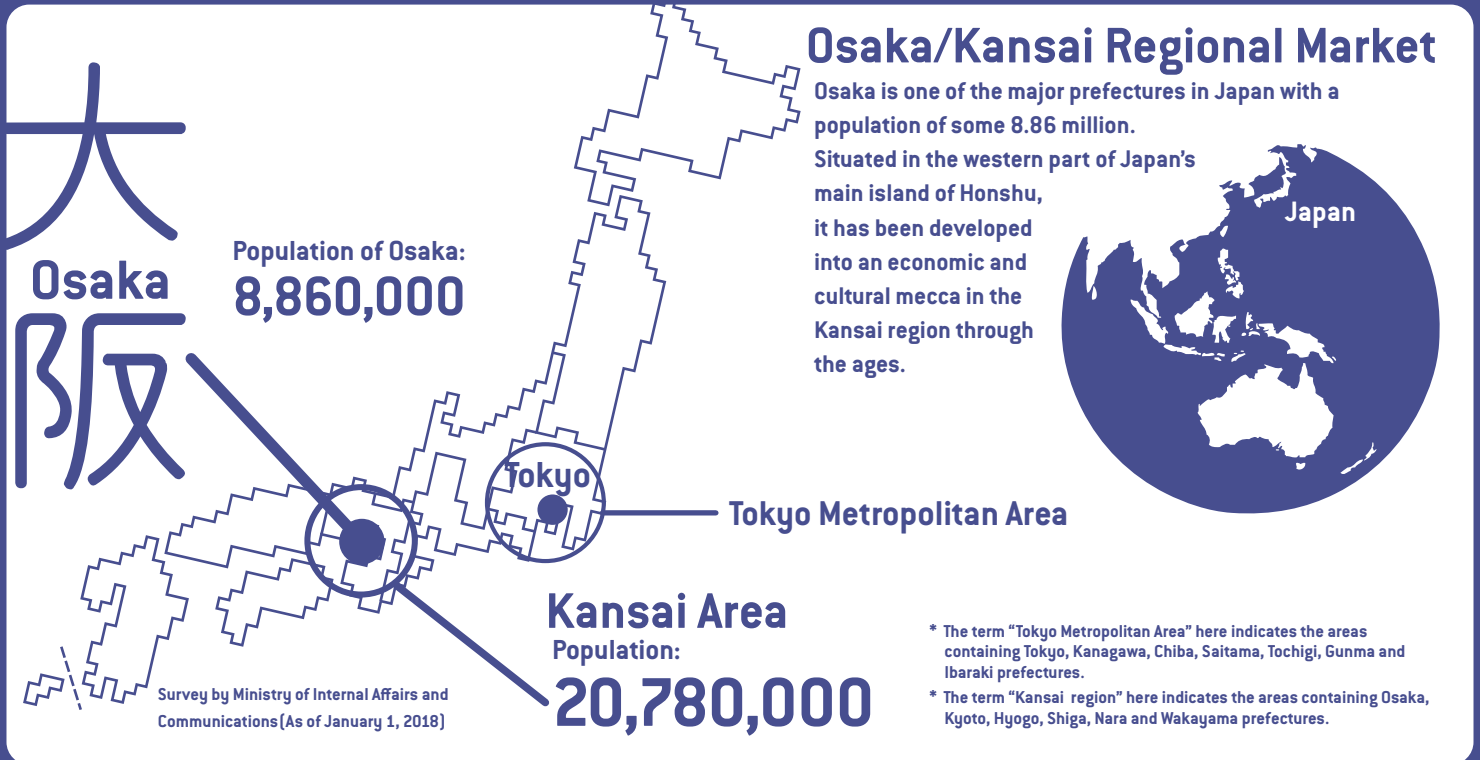 大
Osaka
阪
Population of Osaka:
8,860,000
Osaka/Kansai Regional Market
Osaka is one of the major prefectures in Japan with a
population of some 8.86 million.
Situated in the western part of Japan’s
main island of Honshu,
it has been developed
into an economic and
cultural mecca in the
Kansai region through
the ages.
Japan
Tokyo
Tokyo Metropolitan Area
Kansai Area
Population:
20,780,000
Survey by Ministry of Internal Affairs and
Communications(As of January 1, 2018)
* The term “Tokyo Metropolitan Area” here indicates the areas
containing Tokyo, Kanagawa, Chiba, Saitama, Tochigi, Gunma and
Ibaraki prefectures.
* The term “Kansai region” here indicates the areas containing Osaka,
Kyoto, Hyogo, Shiga, Nara and Wakayama prefectures.